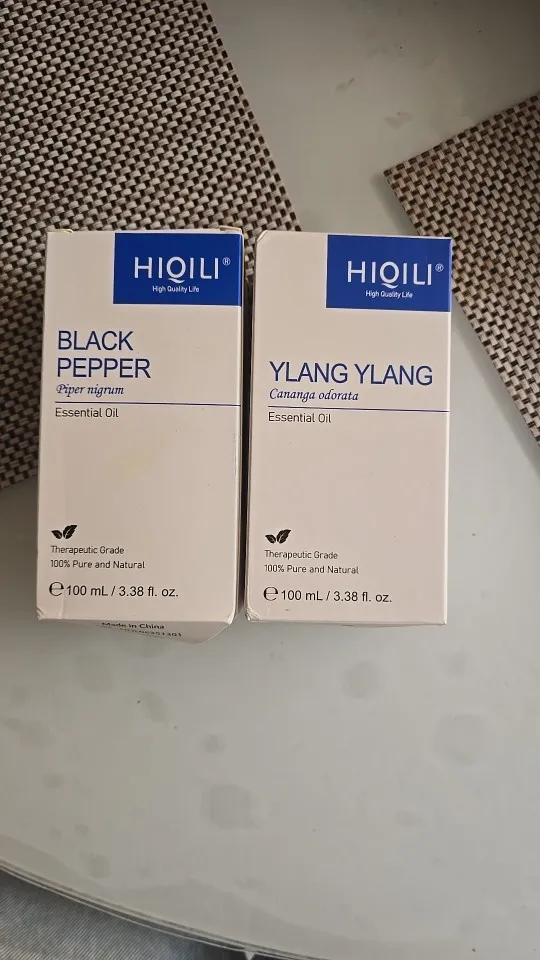 HIQILI®
High Quality Life
BLACK
PEPPER
Piper nigrum
Essential Oil
Therapeutic Grade
100% Pure and Natural
℮100 mL / 3.38 fl. oz.
Made in China
HIQILI®
High Quality Life
YLANG YLANG
Cananga odorata
Essential Oil
Therapeutic Grade
100% Pure and Natural
℮100 mL / 3.38 fl. oz.